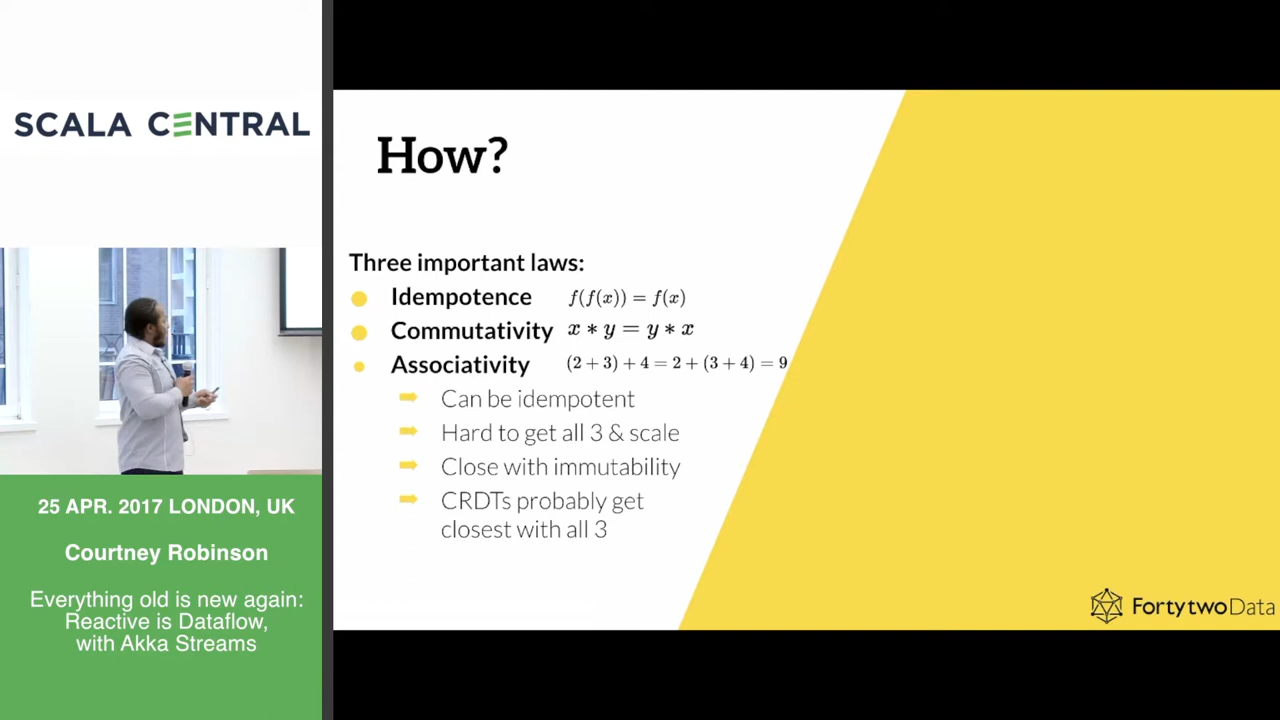 SCALA CENTRAL
25 APR. 2017 LONDON, UK
Courtney Robinson
Everything old is new again:
Reactive is Dataflow,
with Akka Streams
How?
Three important laws:
Idempotence f(f(x)) = f(x)
Commutativity x * y = y * x
Associativity (2 + 3) + 4 = 2 + (3 + 4) = 9
Can be idempotent
Hard to get all 3 & scale
Close with immutability
CRDTs probably get
closest with all 3
FortytwoData